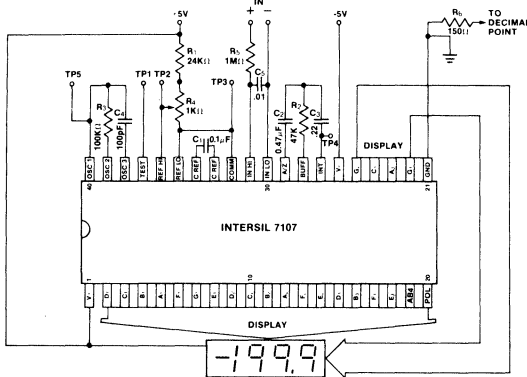 IN
+ −
·5V
-5V
R₆
150Ω
TO
DECIMAL
POINT
R₁
24KΩ
R₅
1MΩ
TP5
TP1
TP2
TP3
R₄
1KΩ
C₅
.01
R₃
100KΩ
C₄
100pF
C₁
0.1µF
C₂
0.47µF
R₂
47K
C₃
.22
TP4
DISPLAY
OSC 1
OSC 2
OSC 3
TEST
REF HI
REF LO
C REF
C REF
COMM
IN HI
IN LO
A/Z
BUFF
INT
V-
GND
40
30
21
INTERSIL 7107
1
10
20
AB4
POL
DISPLAY
-199.9